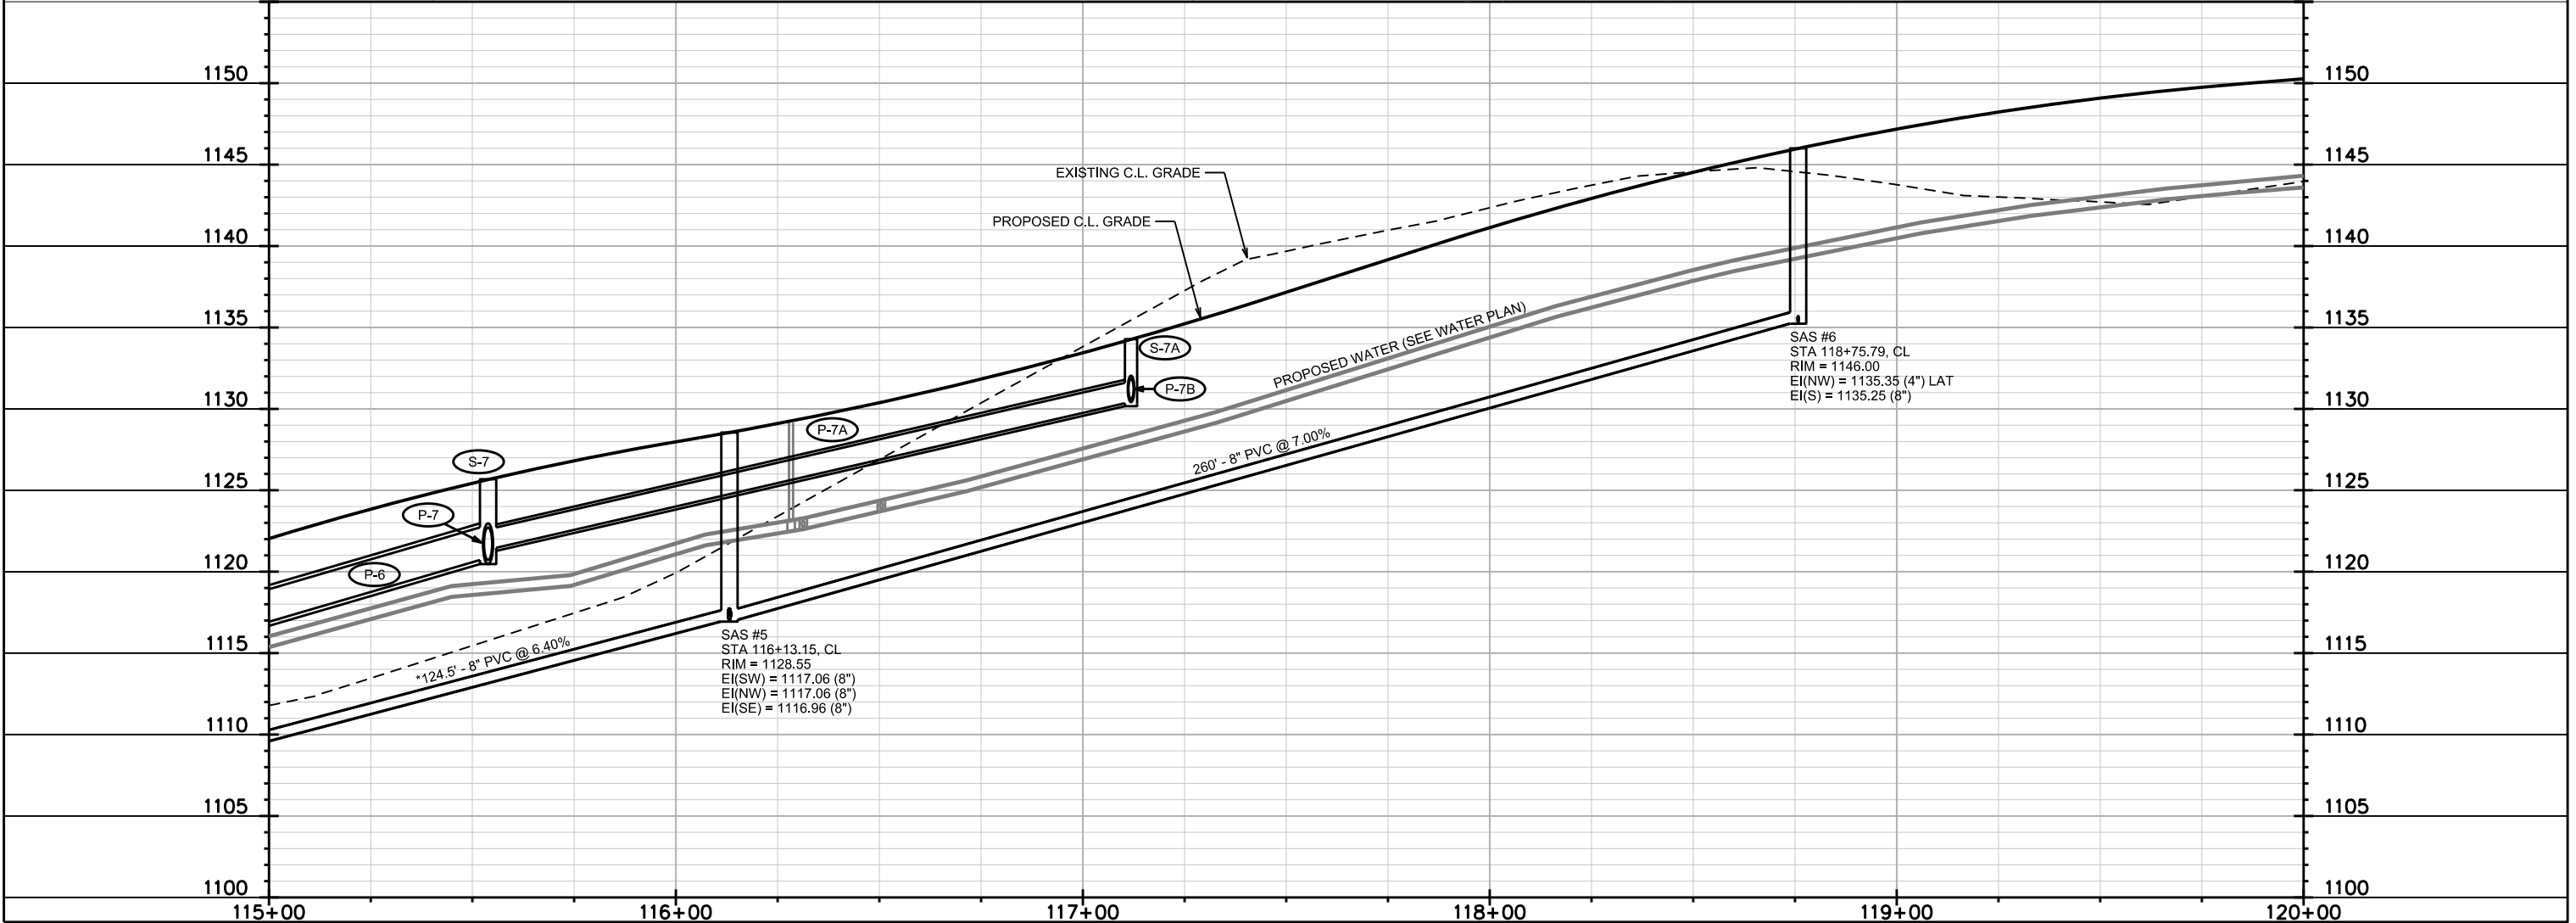 1150 1150
1145 1145
EXISTING C.L. GRADE
PROPOSED C.L. GRADE
1140 1140
1135 1135
S-7A
PROPOSED WATER (SEE WATER PLAN)
SAS #6
STA 118+75.79, CL
RIM = 1146.00
EI(NW) = 1135.35 (4") LAT
EI(S) = 1135.25 (8")
P-7B
1130 1130
P-7A
260' - 8" PVC @ 7.00%
S-7
1125 1125
P-7
1120 1120
P-6
1115 1115
*124.5' - 8" PVC @ 6.40%
SAS #5
STA 116+13.15, CL
RIM = 1128.55
EI(SW) = 1117.06 (8")
EI(NW) = 1117.06 (8")
EI(SE) = 1116.96 (8")
1110 1110
1105 1105
1100 1100
115+00 116+00 117+00 118+00 119+00 120+00